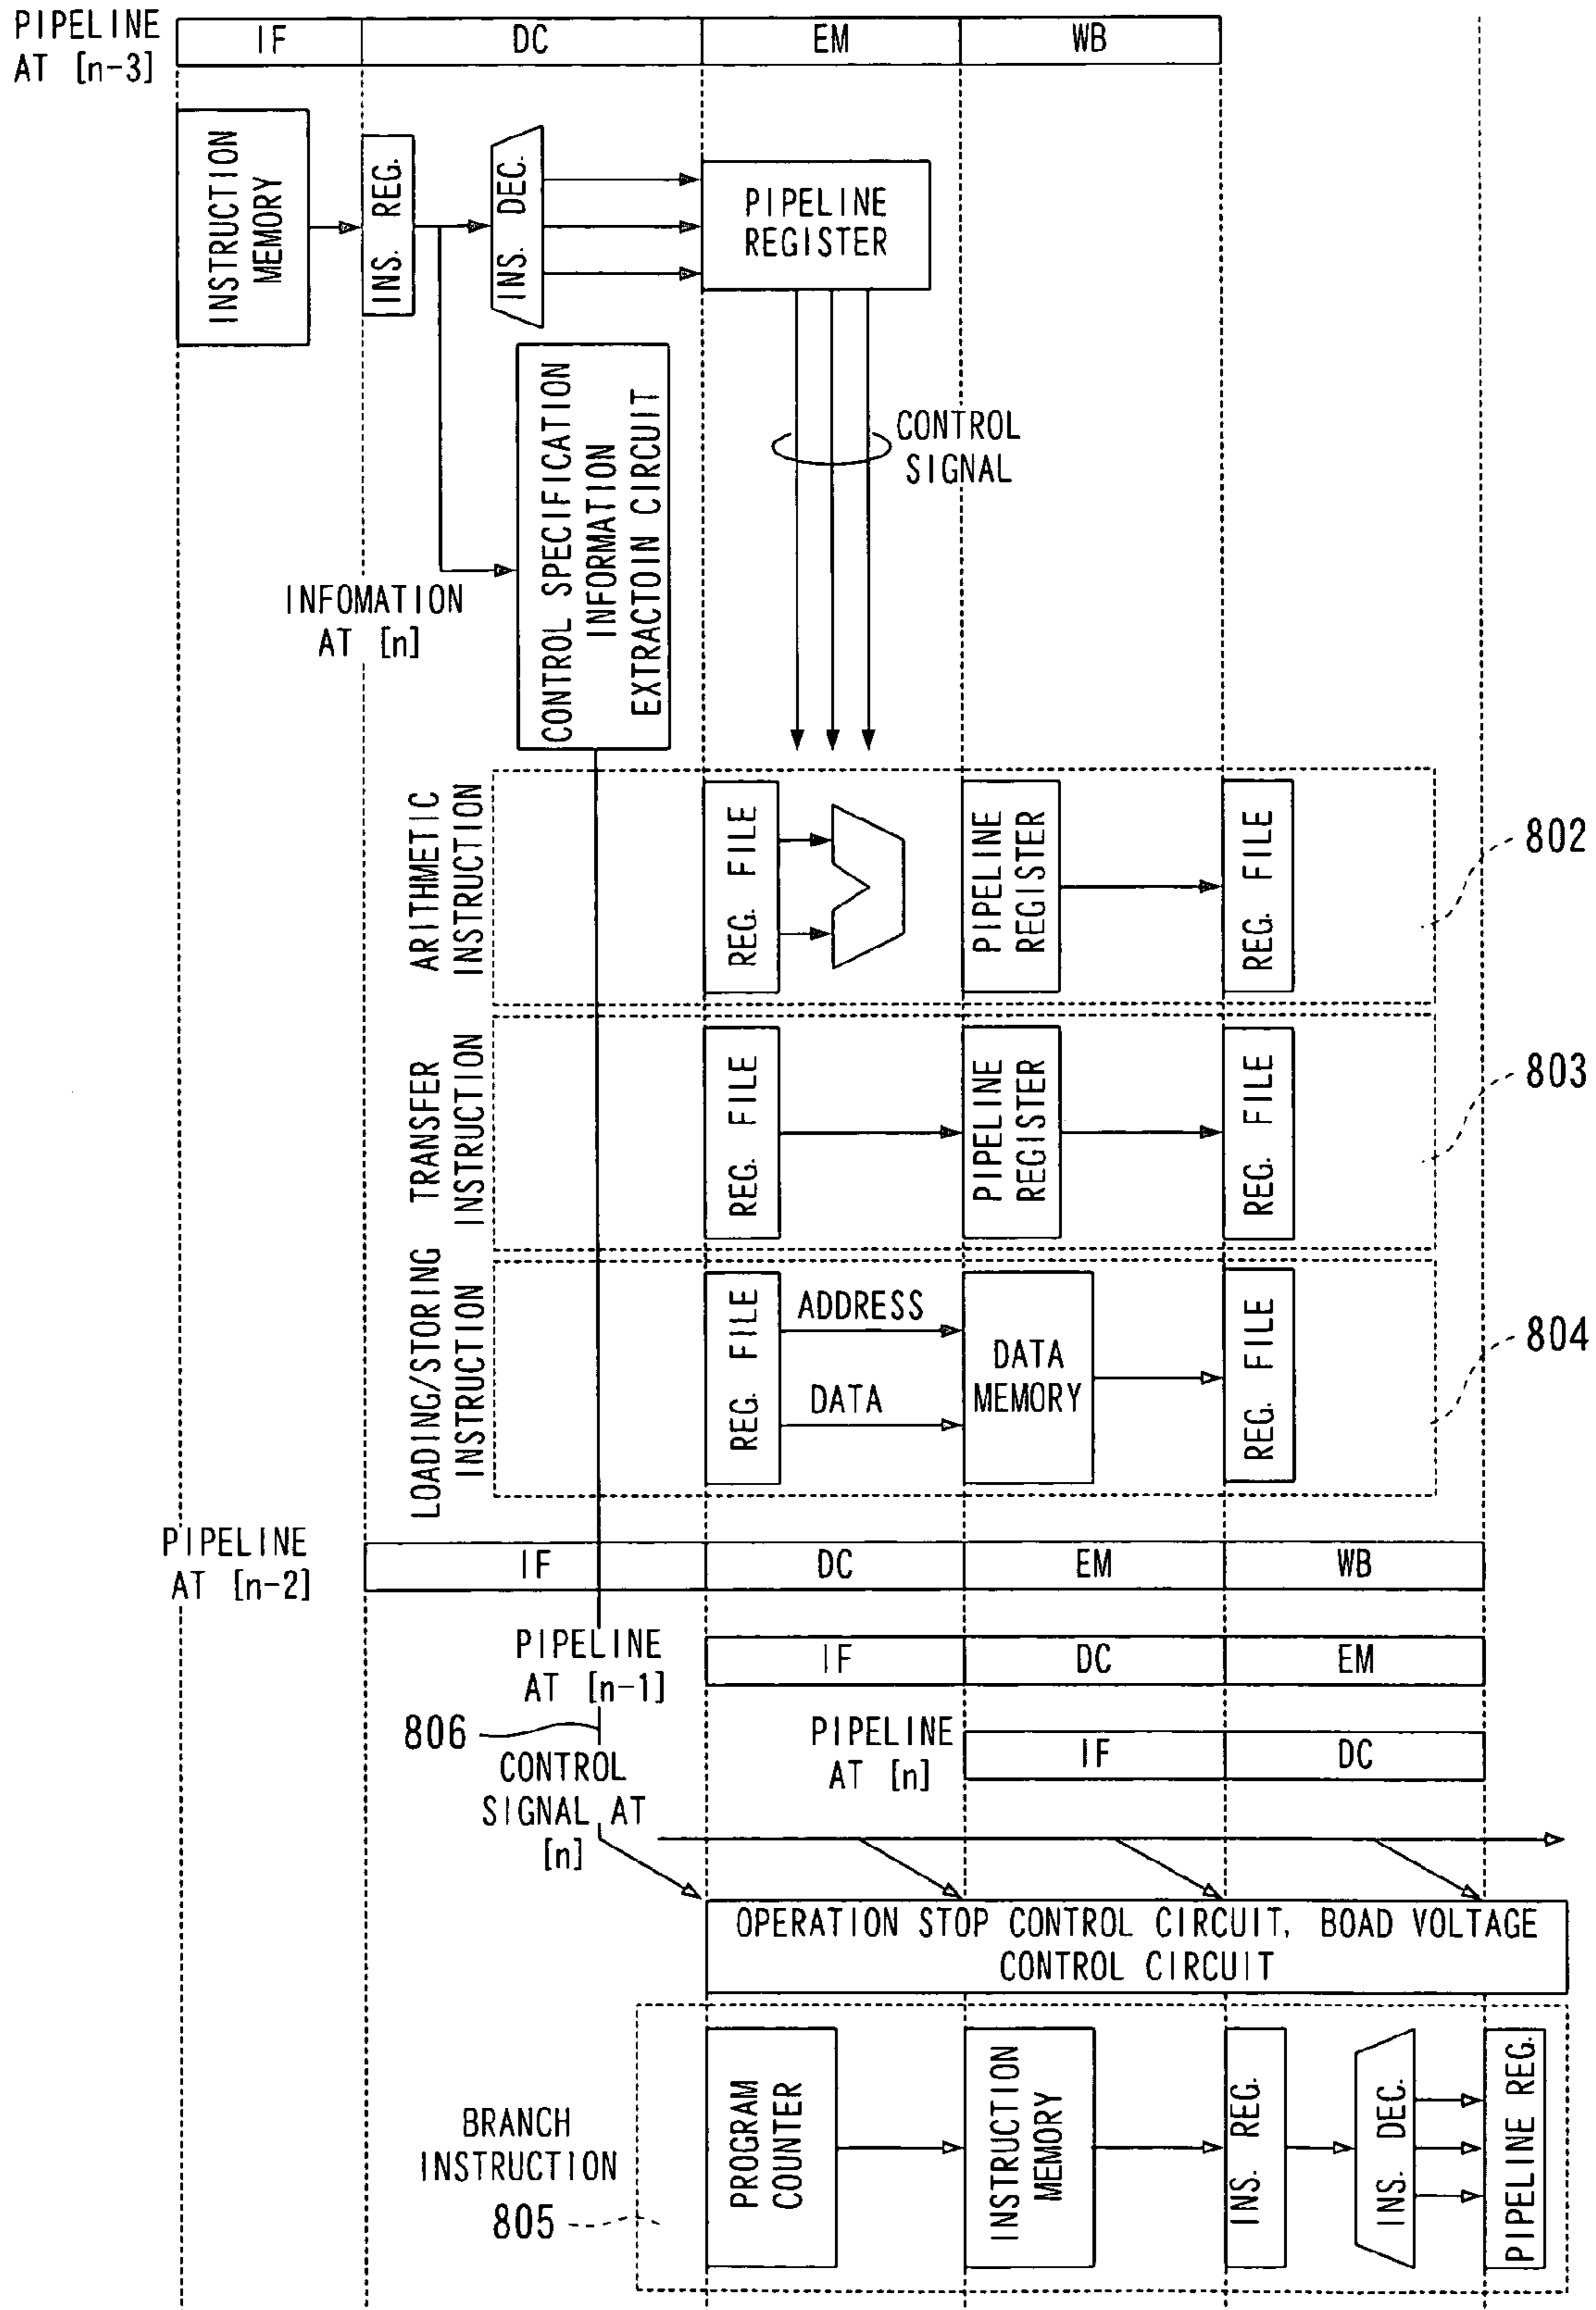 PIPELINE
AT [n-3]
IF
DC
EM
WB
INSTRUCTION
MEMORY
INS. REG.
INS. DEC.
PIPELINE
REGISTER
CONTROL SPECIFICATION
INFORMATION
EXTRACTOIN CIRCUIT
CONTROL
SIGNAL
INFOMATION
AT [n]
ARITHMETIC
INSTRUCTION
REG. FILE
PIPELINE
REGISTER
REG. FILE
802
TRANSFER
INSTRUCTION
REG. FILE
PIPELINE
REGISTER
REG. FILE
803
LOADING/STORING
INSTRUCTION
REG. FILE
ADDRESS
DATA
DATA
MEMORY
REG. FILE
804
PIPELINE
AT [n-2]
IF
DC
EM
WB
PIPELINE
AT [n-1]
IF
DC
EM
806
PIPELINE
AT [n]
IF
DC
CONTROL
SIGNAL AT
[n]
OPERATION STOP CONTROL CIRCUIT, BOAD VOLTAGE
CONTROL CIRCUIT
BRANCH
INSTRUCTION
805
PROGRAM
COUNTER
INSTRUCTION
MEMORY
INS. REG.
INS. DEC.
PIPELINE REG.